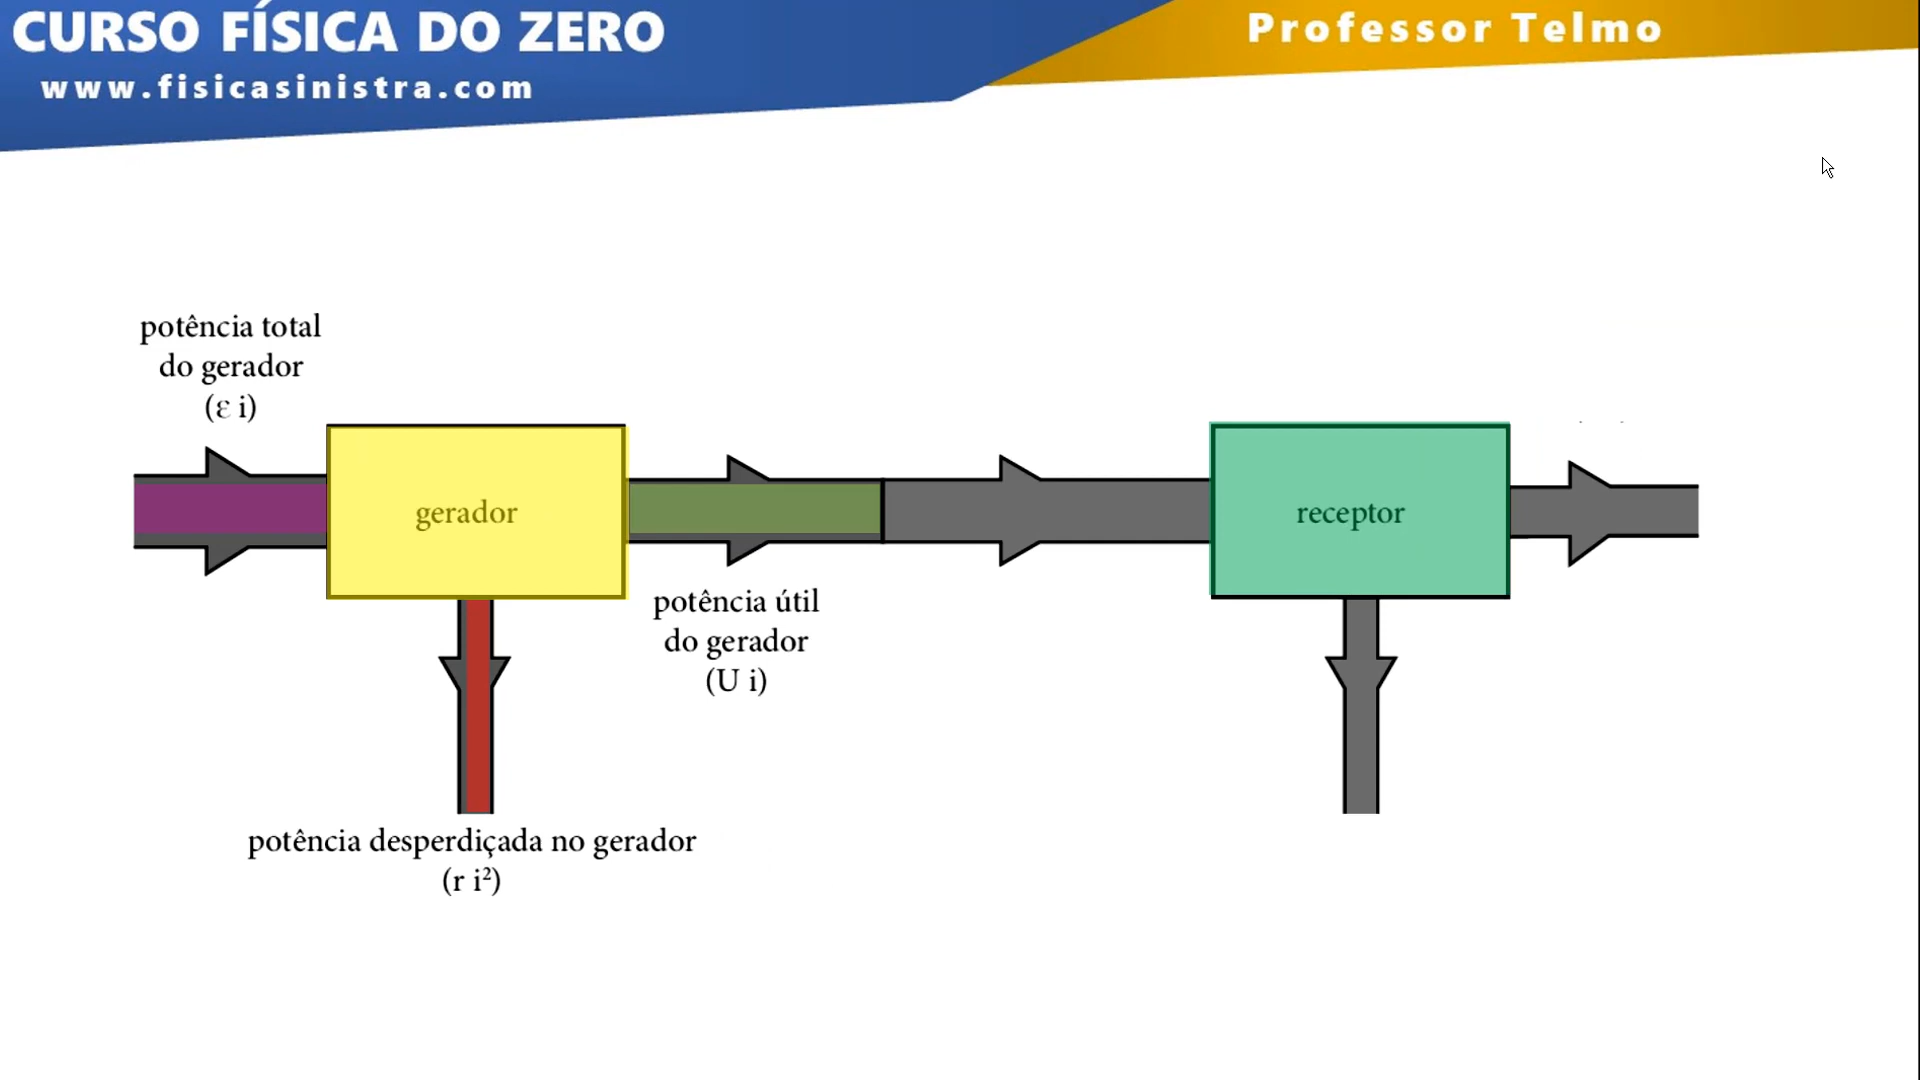 CURSO FÍSICA DO ZERO
www.fisicasinistra.com
Professor Telmo
potência total
do gerador
(ε i)
gerador
receptor
potência útil
do gerador
(U i)
potência desperdiçada no gerador
(r i²)